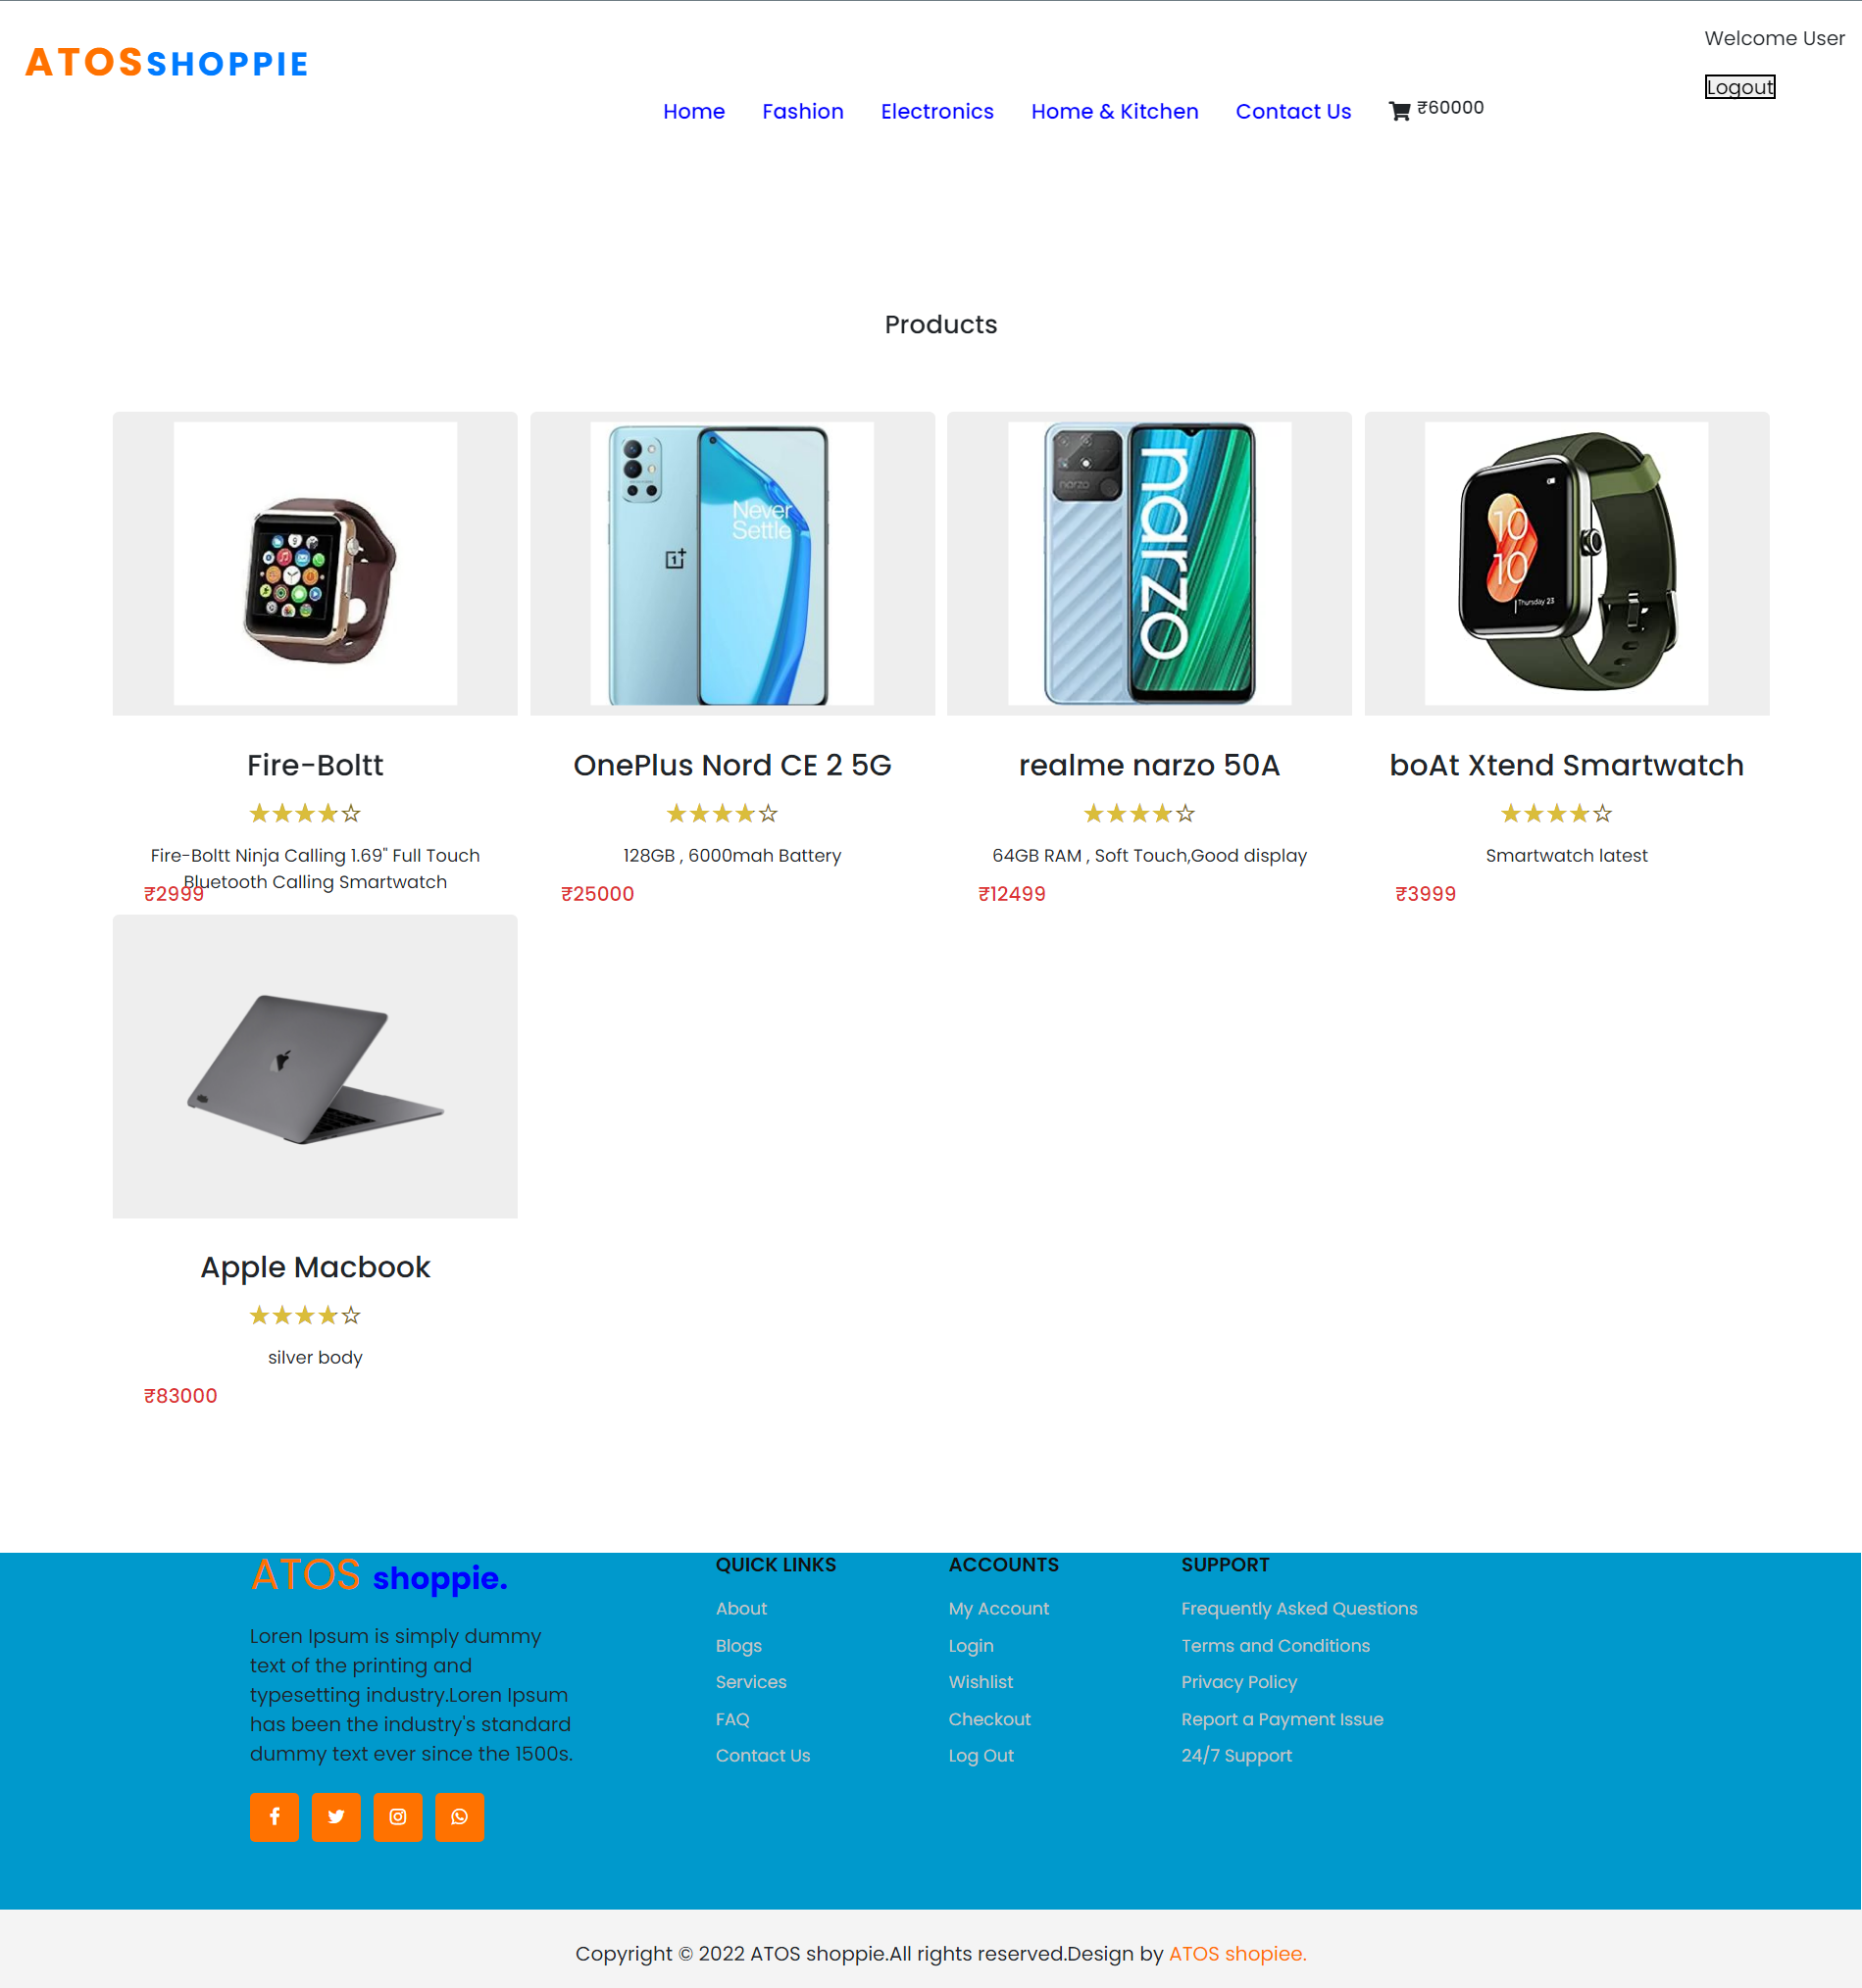 ATOSSHOPPIE
Welcome User
Logout
Home Fashion Electronics Home & Kitchen Contact Us ₹60000
Products
9
Never
Settle
narzo
narzo
10
10
Thursday 23
Fire-Boltt
OnePlus Nord CE 2 5G
realme narzo 50A
boAt Xtend Smartwatch
★★★★☆
★★★★☆
★★★★☆
★★★★☆
Fire-Boltt Ninja Calling 1.69" Full Touch
Bluetooth Calling Smartwatch
128GB , 6000mah Battery
64GB RAM , Soft Touch,Good display
Smartwatch latest
₹2999
₹25000
₹12499
₹3999
Apple Macbook
★★★★☆
silver body
₹83000
ATOS shoppie.
Loren Ipsum is simply dummy
text of the printing and
typesetting industry.Loren Ipsum
has been the industry's standard
dummy text ever since the 1500s.
QUICK LINKS
About
Blogs
Services
FAQ
Contact Us
ACCOUNTS
My Account
Login
Wishlist
Checkout
Log Out
SUPPORT
Frequently Asked Questions
Terms and Conditions
Privacy Policy
Report a Payment Issue
24/7 Support
Copyright © 2022 ATOS shoppie.All rights reserved.Design by ATOS shopiee.